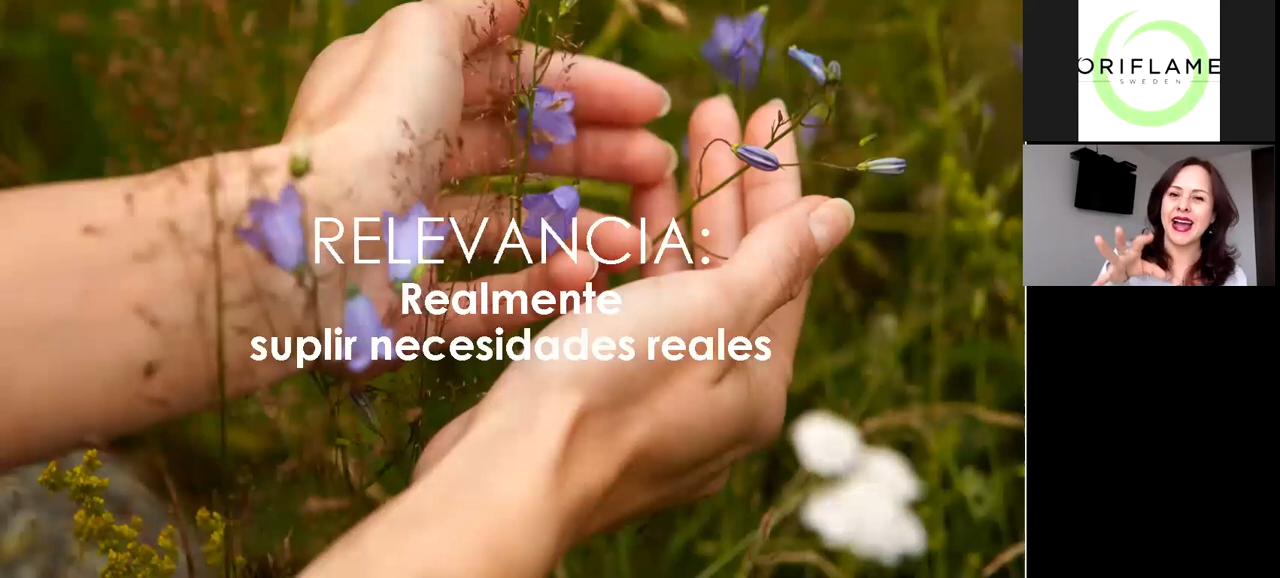 RELEVANCIA:
Realmente
suplir necesidades reales
ORIFLAME
SWEDEN